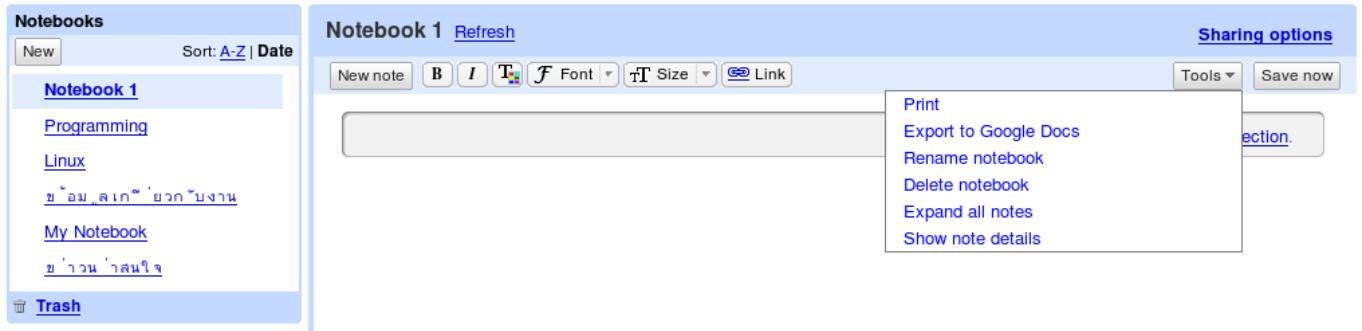 Notebooks
New Sort: A-Z | Date
Notebook 1
Programming
Linux
ข้อมูลเกี่ยวกับงาน
My Notebook
ข่าวน่าสนใจ
Trash
Notebook 1 Refresh
Sharing options
New note B I T Font Size Link Tools Save now
Print
Export to Google Docs
Rename notebook
Delete notebook
Expand all notes
Show note details
ection.